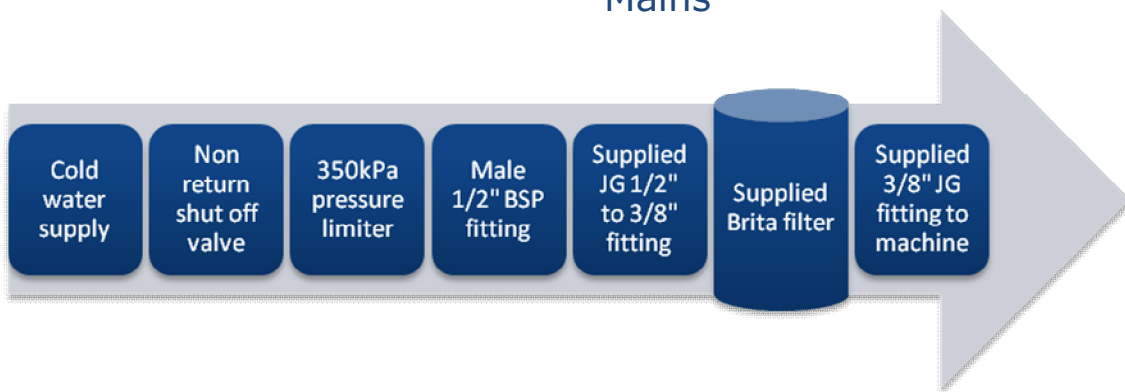 Mains
Cold
water
supply
Non
return
shut off
valve
350kPa
pressure
limiter
Male
1/2" BSP
fitting
Supplied
JG 1/2"
to 3/8"
fitting
Supplied
Brita filter
Supplied
3/8" JG
fitting to
machine